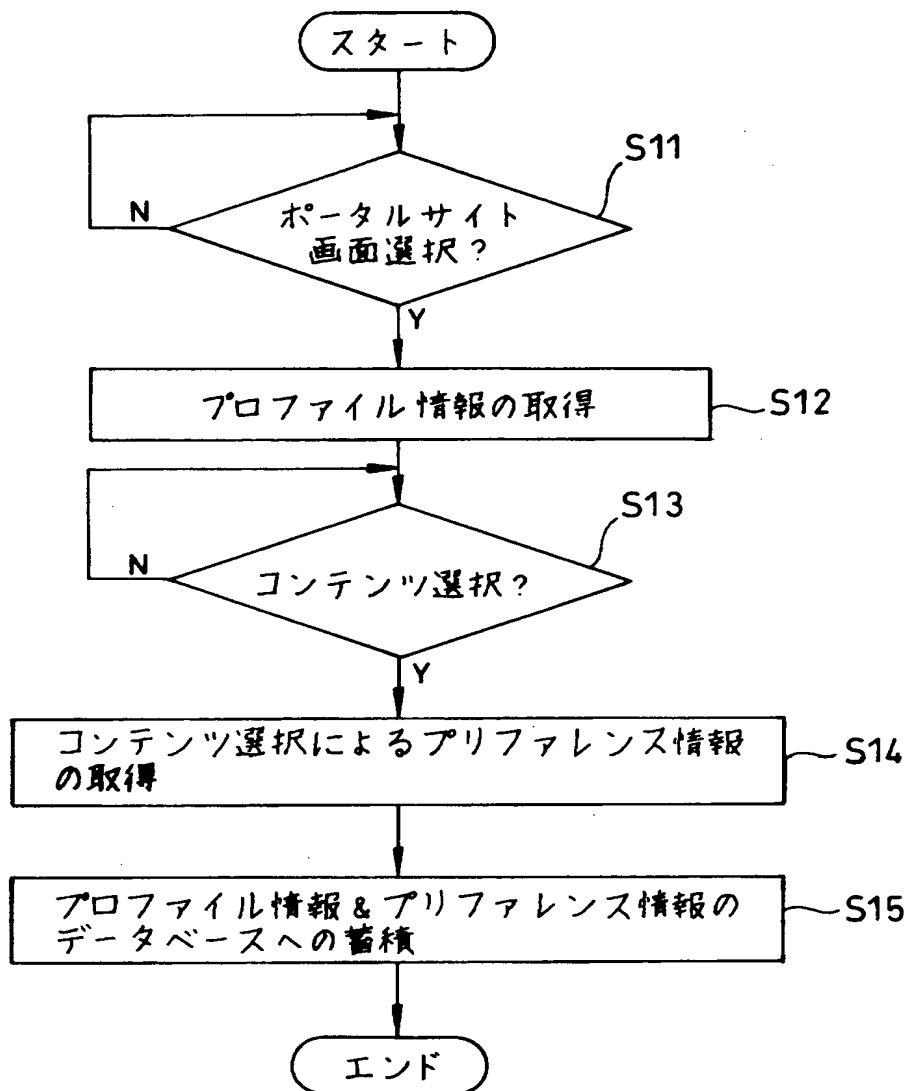 スタート
S11
N
ポータルサイト
画面選択?
Y
プロファイル情報の取得
S12
S13
N
コンテンツ選択?
Y
コンテンツ選択によるプリファレンス情報
の取得
S14
プロファイル情報&プリファレンス情報の
データベースへの蓄積
S15
エンド